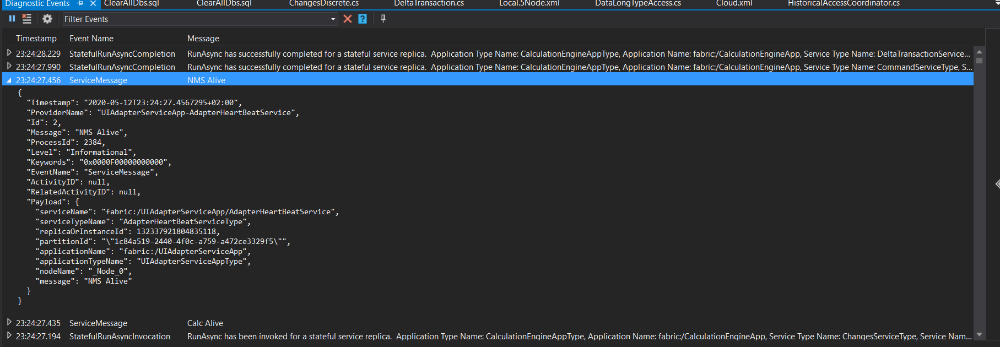 Diagnostic Events ClearAllDbs.sql ClearAllDbs.sql ChangesDiscrete.cs DeltaTransaction.cs Local.5Node.xml DataLongTypeAccess.cs Cloud.xml HistoricalAccessCoordinator.cs
Filter Events
Timestamp Event Name Message
23:24:28.229 StatefulRunAsyncCompletion RunAsync has successfully completed for a stateful service replica. Application Type Name: CalculationEngineAppType, Application Name: fabric:/CalculationEngineApp, Service Type Name: DeltaTransactionService...
23:24:27.990 StatefulRunAsyncCompletion RunAsync has successfully completed for a stateful service replica. Application Type Name: CalculationEngineAppType, Application Name: fabric:/CalculationEngineApp, Service Type Name: CommandServiceType, S...
23:24:27.456 ServiceMessage NMS Alive
{
"Timestamp": "2020-05-12T23:24:27.4567295+02:00",
"ProviderName": "UIAdapterServiceApp-AdapterHeartBeatService",
"Id": 2,
"Message": "NMS Alive",
"ProcessId": 2384,
"Level": "Informational",
"Keywords": "0x0000F00000000000",
"EventName": "ServiceMessage",
"ActivityID": null,
"RelatedActivityID": null,
"Payload": {
"serviceName": "fabric:/UIAdapterServiceApp/AdapterHeartBeatService",
"serviceTypeName": "AdapterHeartBeatServiceType",
"replicaOrInstanceId": 132337921804835118,
"partitionId": "\"1c84a519-2440-4f0c-a759-a472ce3329f5\"",
"applicationName": "fabric:/UIAdapterServiceApp",
"applicationTypeName": "UIAdapterServiceAppType",
"nodeName": "_Node_0",
"message": "NMS Alive"
}
}
23:24:27.435 ServiceMessage Calc Alive
23:24:27.194 StatefulRunAsyncInvocation RunAsync has been invoked for a stateful service replica. Application Type Name: CalculationEngineAppType, Application Name: fabric:/CalculationEngineApp, Service Type Name: ChangesServiceType, Service Nam...